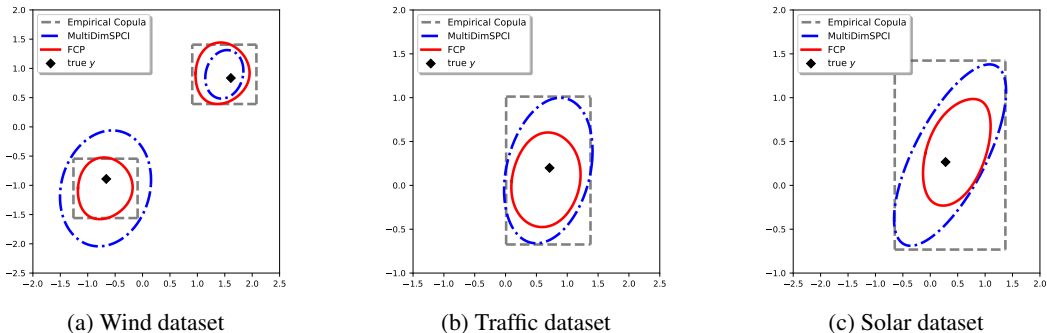 Empirical Copula
MultiDimSPCI
FCP
true y
2.5
2.0
1.5
1.0
0.5
0.0
−0.5
−1.0
−1.5
−2.0
−2.5
−2.0 −1.5 −1.0 −0.5 0.0 0.5 1.0 1.5 2.0 2.5
(a) Wind dataset
Empirical Copula
MultiDimSPCI
FCP
true y
2.0
1.5
1.0
0.5
0.0
−0.5
−1.0
−1.5 −1.0 −0.5 0.0 0.5 1.0 1.5 2.0 2.5
(b) Traffic dataset
Empirical Copula
MultiDimSPCI
FCP
true y
2.0
1.5
1.0
0.5
0.0
−0.5
−1.0
−2.0 −1.5 −1.0 −0.5 0.0 0.5 1.0 1.5 2.0
(c) Solar dataset